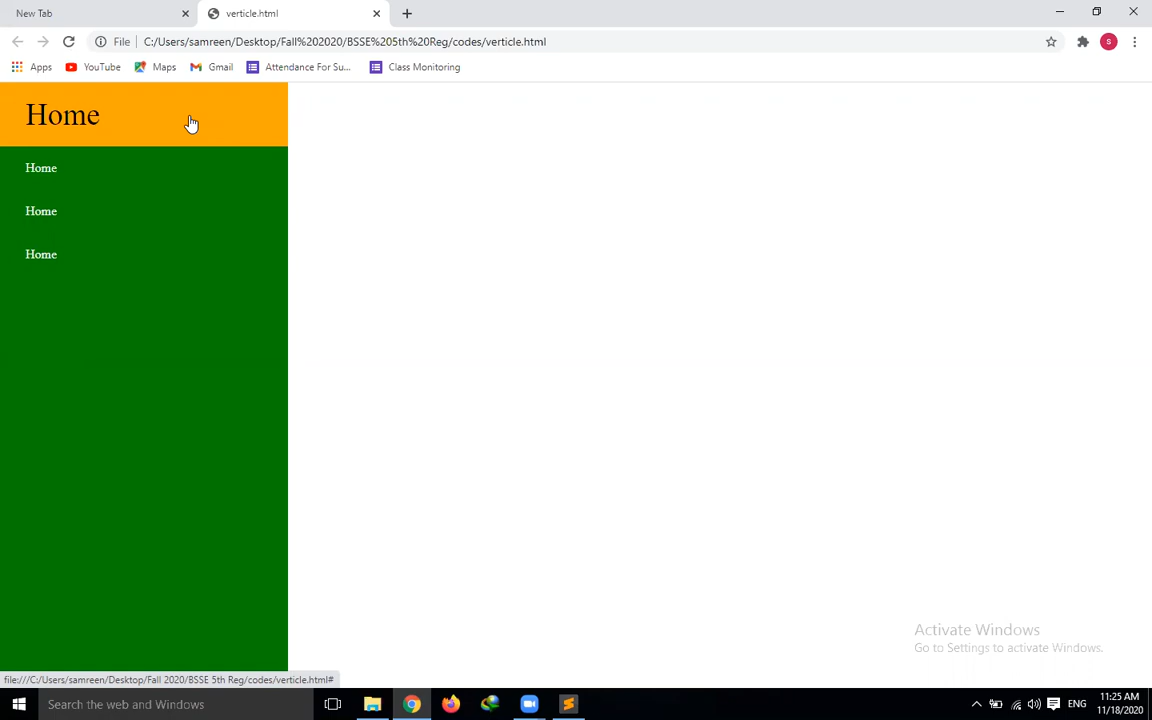 New Tab
verticle.html
File
C:/Users/samreen/Desktop/Fall%202020/BSSE%205th%20Reg/codes/verticle.html
S
Apps
YouTube
Maps
Gmail
Attendance For Su...
Class Monitoring
Home
Home
Home
Home
Activate Windows
Go to Settings to activate Windows.
file:///C:/Users/samreen/Desktop/Fall 2020/BSSE 5th Reg/codes/verticle.html#
Search the web and Windows
ENG
11:25 AM
11/18/2020